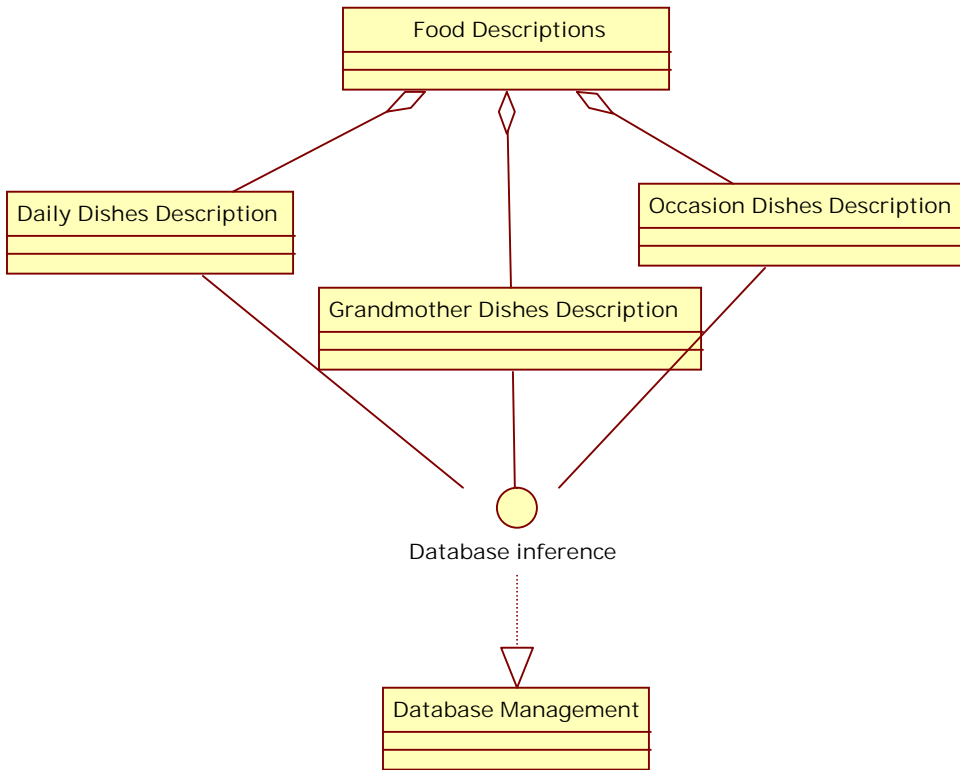 Food Descriptions
Daily Dishes Description
Occasion Dishes Description
Grandmother Dishes Description
Database inference
Database Management